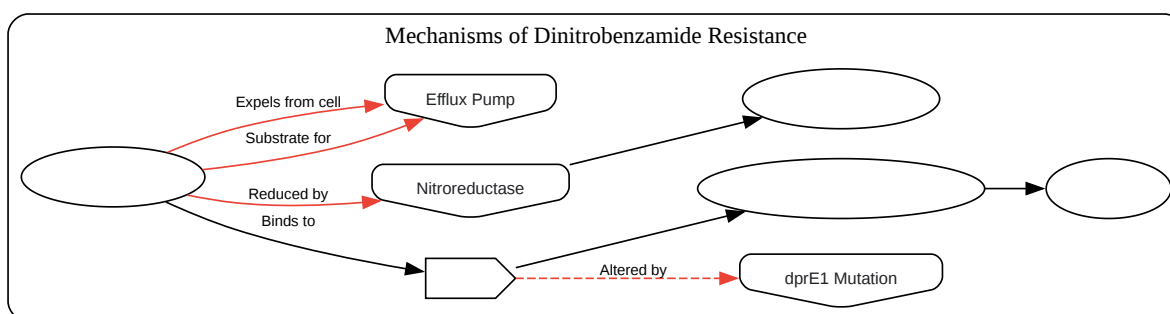 Mechanisms of Dinitrobenzamide Resistance
Expels from cell
Efflux Pump
Substrate for
Reduced by
Nitroreductase
Binds to
Altered by
dprE1 Mutation